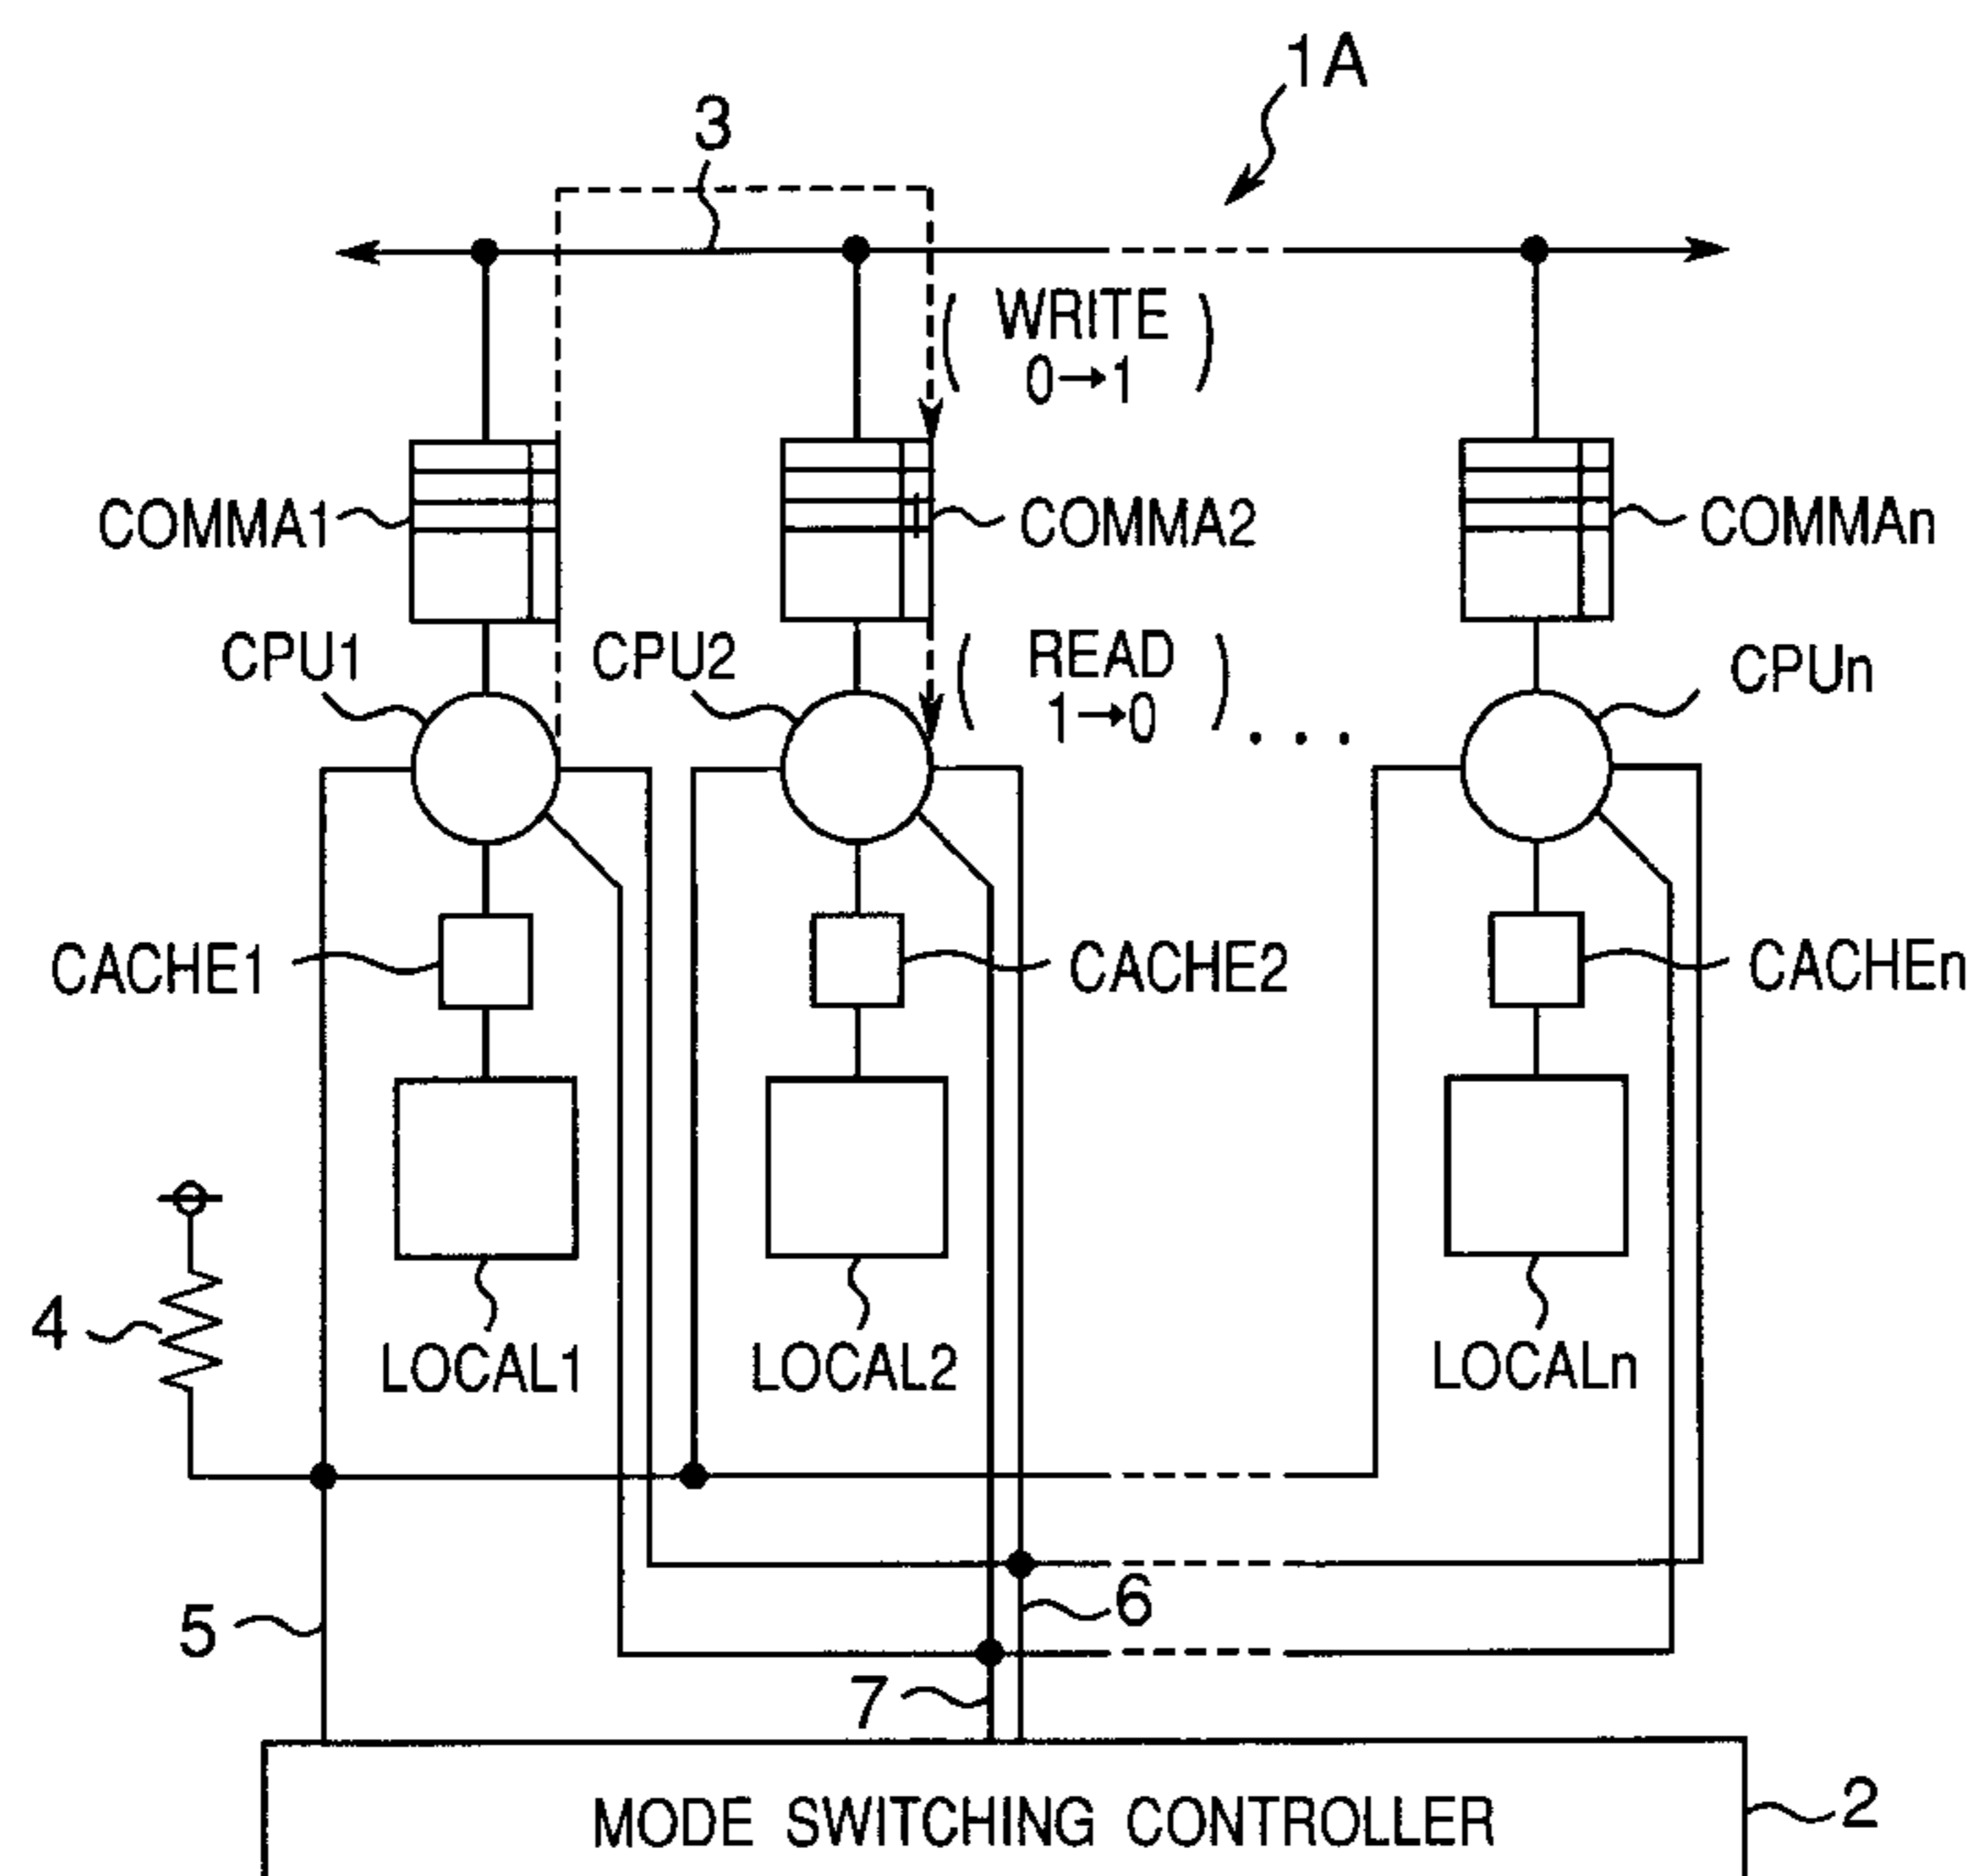 1A
3
( WRITE )
0→1
COMMA1
COMMA2
COMMAn
CPU1
CPU2
( READ )
1→0
CPUn
. . .
CACHE1
CACHE2
CACHEn
4
LOCAL1
LOCAL2
LOCALn
5
6
7
MODE SWITCHING CONTROLLER
2